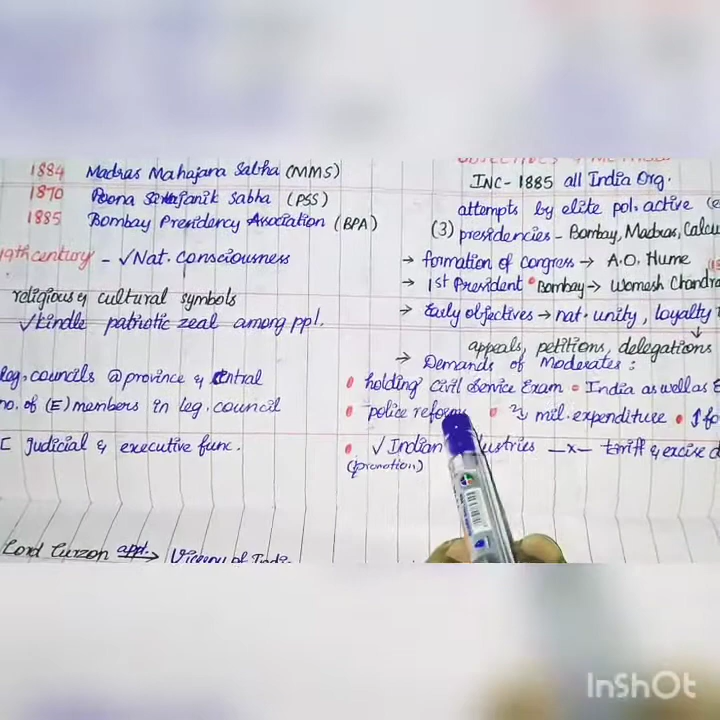 1884 Madras Mahajara Sabha (MMS)
1870 Poona Sarvajanik Sabha (PSS)
1885 Bombay Presidency Association (BPA)
19th century - √Nat. consciousness
religious & cultural symbols
√kindle patriotic zeal among ppl.
leg. councils @ province & central
no. of (E) members in leg. council
judicial & executive func.
Lord Curzon app. → Viceroy of India
INC - 1885 all India Org.
attempts by elite pol. active
(3) presidencies - Bombay, Madras,
→ formation of congress → A.O. Hume
→ 1st President • Bombay → Womesh Chandra
→ Early objectives → nat. unity, loyalty
appeals, petitions, delegations
→ Demands of Moderates:
• holding Civil Service Exam • India as well as
• police reforms • mil. expenditure •
• √ Indian (promotion) —x— tariff & excise
InShOt